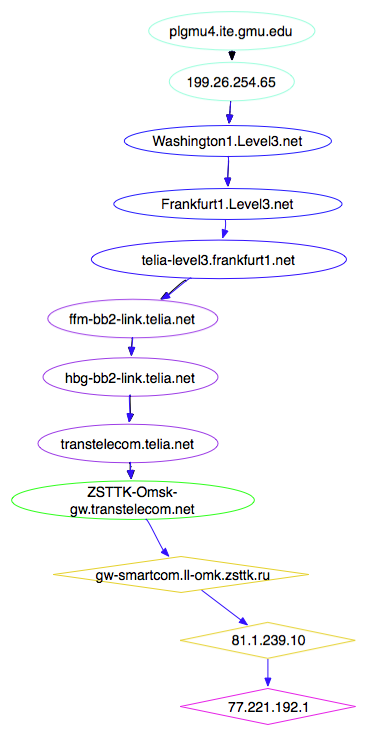 plgmu4.ite.gmu.edu
199.26.254.65
Washington1.Level3.net
Frankfurt1.Level3.net
telia-level3.frankfurt1.net
ffm-bb2-link.telia.net
hbg-bb2-link.telia.net
transtelecom.telia.net
ZSTTK-Omsk-
gw.transtelecom.net
gw-smartcom.ll-omk.zsttk.ru
81.1.239.10
77.221.192.1